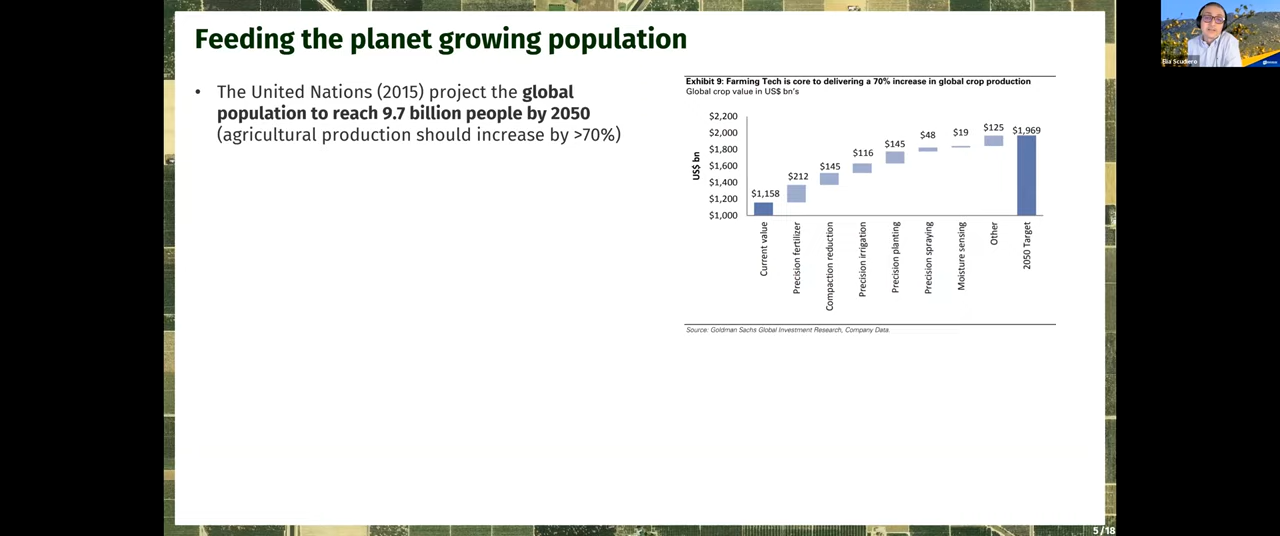 Feeding the planet growing population
• The United Nations (2015) project the global
population to reach 9.7 billion people by 2050
(agricultural production should increase by >70%)
Exhibit 9: Farming Tech is core to delivering a 70% increase in global crop production
Global crop value in US$ bn's
US$ bn
$2,200
$2,000
$1,800
$1,600
$1,400
$1,200
$1,000
$1,158
$212
$145
$116
$145
$48
$19
$125
$1,969
Current value
Precision fertilizer
Compaction reduction
Precision irrigation
Precision planting
Precision spraying
Moisture sensing
Other
2050 Target
Source: Goldman Sachs Global Investment Research, Company Data
5/18
Elia Scudiero